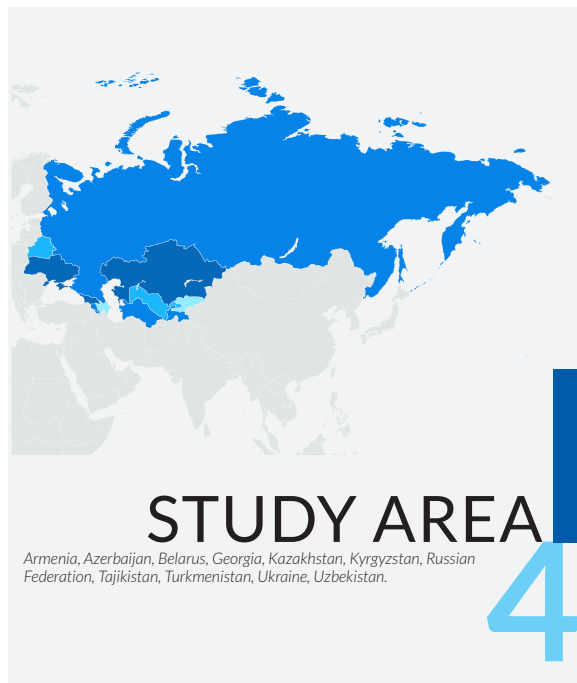 STUDY AREA
Armenia, Azerbaijan, Belarus, Georgia, Kazakhstan, Kyrgyzstan, Russian
Federation, Tajikistan, Turkmenistan, Ukraine, Uzbekistan.
4